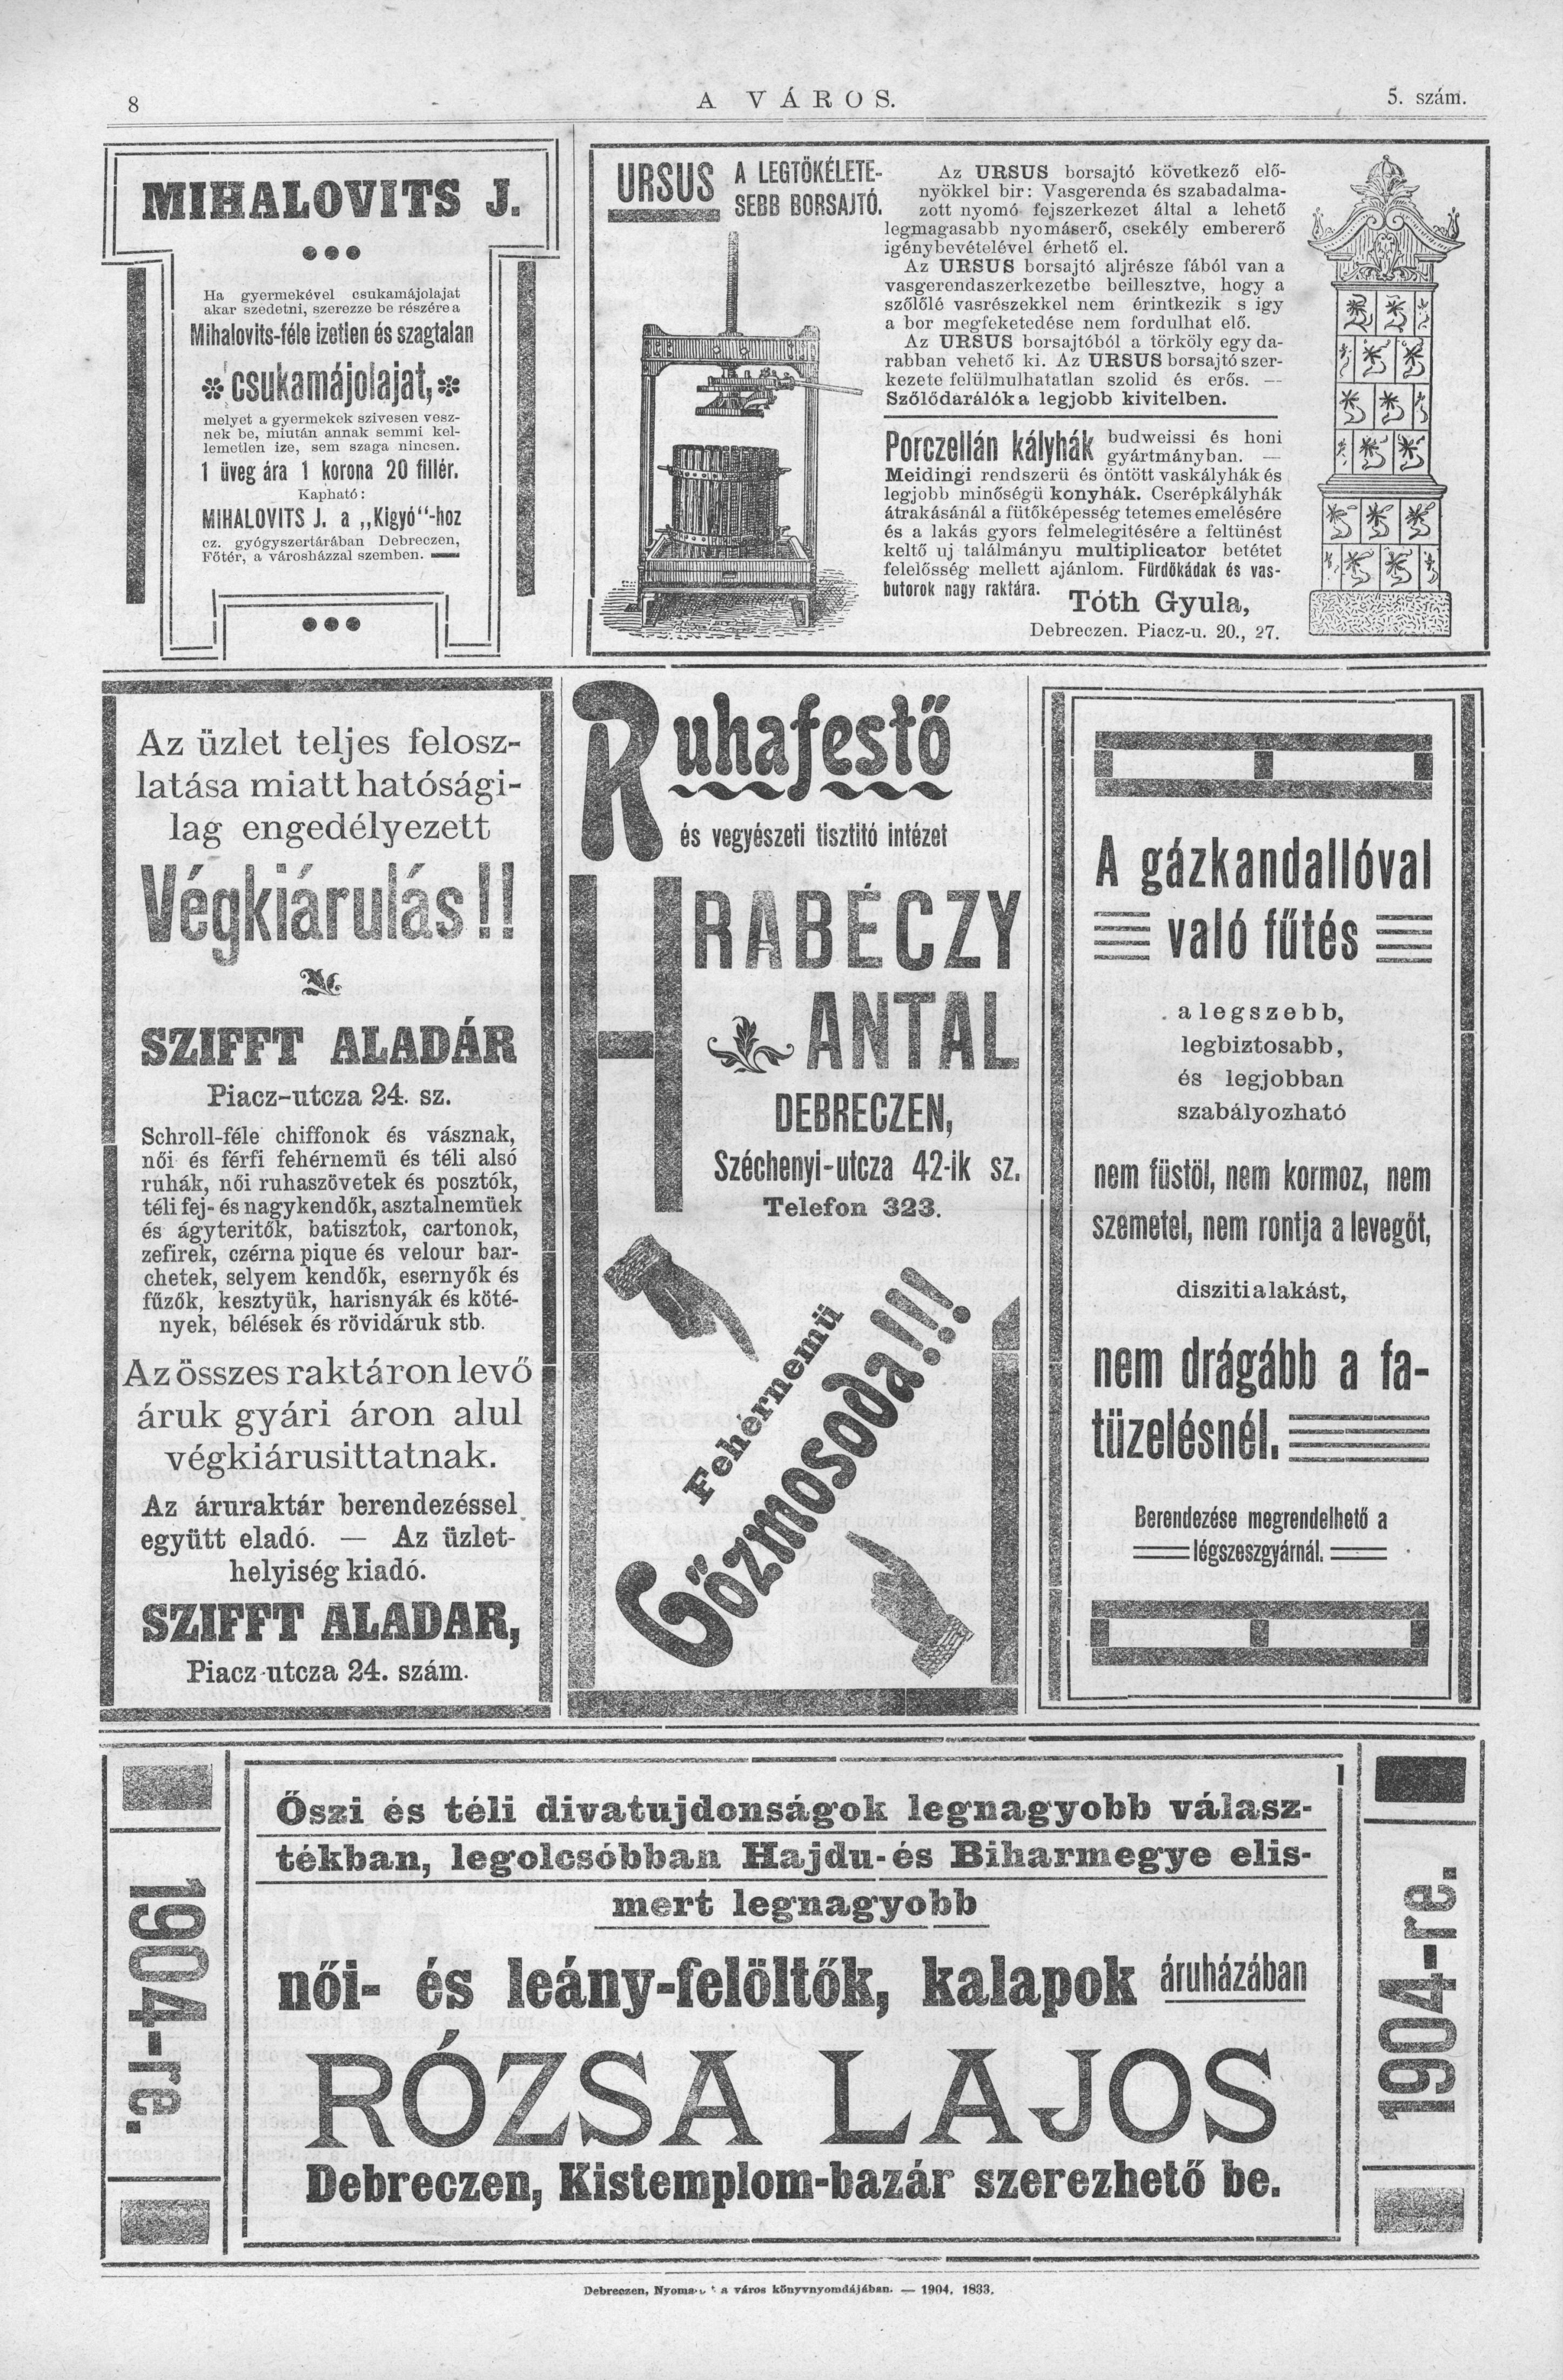 8
A VÁROS.
5. szám.
MIHALOVITS J.
Ha gyermekével csukamájolajat
akar szedetni, szerezze be részére a
Mihalovits-féle izetlen és szagtalan
csukamájolajat,
melyet a gyermekek szivesen vesz-
nek be, miután annak semmi kel-
lemetlen ize, sem szaga nincsen.
1 üveg ára 1 korona 20 fillér.
Kapható:
MIHALOVITS J. a „Kigyó“-hoz
cz. gyógyszertárában Debreczen,
Főtér, a városházzal szemben.
URSUS A LEGTÖKÉLETE-
SEBB BORSAJTÓ.
Az URSUS borsajtó következő elő-
nyökkel bir: Vasgerenda és szabadalma-
zott nyomó fejszerkezet által a lehető
legmagasabb nyomáserő, csekély embererő
igénybevételével érhető el.
Az URSUS borsajtó aljrésze fából van a
vasgerendaszerkezetbe beillesztve, hogy a
szőlőlé vasrészekkel nem érintkezik s igy
a bor megfeketedése nem fordulhat elő.
Az URSUS borsajtóból a törköly egy da-
rabban vehető ki. Az URSUS borsajtó szer-
kezete felülmulhatatlan szolid és erős. —
Szőlődarálók a legjobb kivitelben.
Porczellán kályhák budweissi és honi
gyártmányban. —
Meidingi rendszerü és öntött vaskályhák és
legjobb minőségü konyhák. Cserépkályhák
átrakásánál a fütőképesség tetemes emelésére
és a lakás gyors felmelegitésére a feltünést
keltő uj találmányu multiplicator betétet
felelősség mellett ajánlom. Fürdőkádak és vas-
butorok nagy raktára.
Tóth Gyula,
Debreczen. Piacz-u. 20., 27.
Az üzlet teljes felosz-
latása miatt hatósági-
lag engedélyezett
Végkiárulás!!
SZIFFT ALADÁR
Piacz-utcza 24. sz.
Schroll-féle chiffonok és vásznak,
női és férfi fehérnemü és téli alsó
ruhák, női ruhaszövetek és posztók,
téli fej- és nagykendők, asztalnemüek
és ágyteritők, batisztok, cartonok,
zefirek, czérna pique és velour bar-
chetek, selyem kendők, esernyők és
fűzők, kesztyük, harisnyák és köté-
nyek, bélések és rövidáruk stb.
Az összes raktáron levő
áruk gyári áron alul
végkiárusittatnak.
Az áruraktár berendezéssel
együtt eladó. — Az üzlet-
helyiség kiadó.
SZIFFT ALADAR,
Piacz-utcza 24. szám.
Ruhafestő
és vegyészeti tisztitó intézet
HRABÉCZY
ANTAL
DEBRECZEN,
Széchenyi-utcza 42-ik sz.
Telefon 323.
Fehérnemü
Gőzmosoda!!!
A gázkandallóval
való fűtés
a legszebb,
legbiztosabb,
és legjobban
szabályozható
nem füstöl, nem kormoz, nem
szemetel, nem rontja a levegőt,
disziti a lakást,
nem drágább a fa-
tüzelésnél.
Berendezése megrendelhető a
légszeszgyárnál.
1904-re.
Őszi és téli divatujdonságok legnagyobb válasz-
tékban, legolcsóbban Hajdu- és Biharmegye elis-
mert legnagyobb
női- és leány-felöltők, kalapok áruházában
RÓZSA LAJOS
Debreczen, Kistemplom-bazár szerezhető be.
1904-re.
Debreczen, a város könyvnyomdájában. — 1904. 1833.